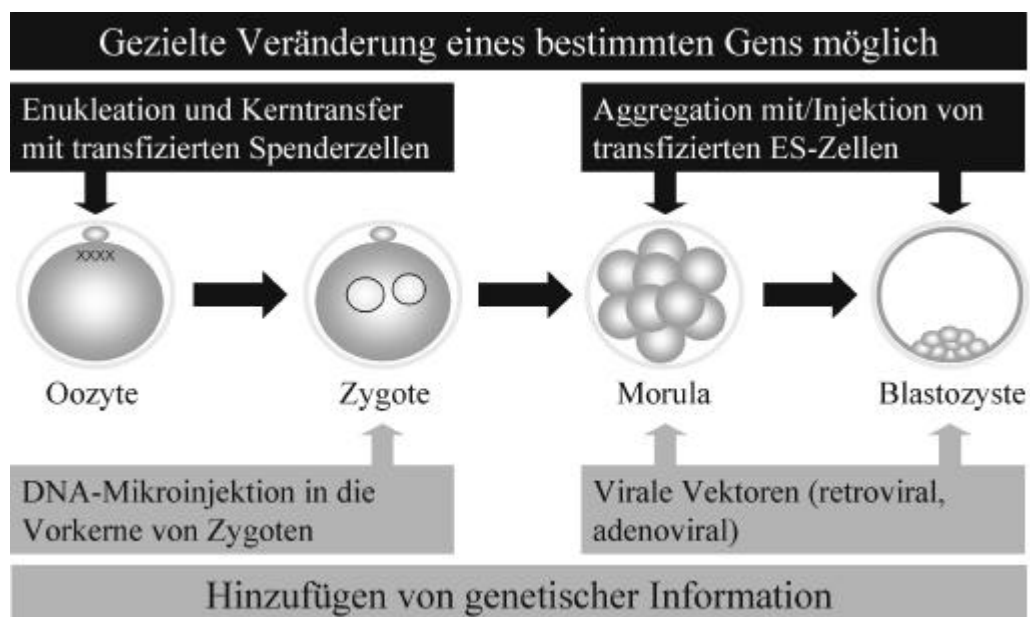 Gezielte Veränderung eines bestimmten Gens möglich
Enukleation und Kerntransfer
mit transfizierten Spenderzellen
Aggregation mit/Injektion von
transfizierten ES-Zellen
xxxx
Oozyte
Zygote
Morula
Blastozyste
DNA-Mikroinjektion in die
Vorkerne von Zygoten
Virale Vektoren (retroviral,
adenoviral)
Hinzufügen von genetischer Information